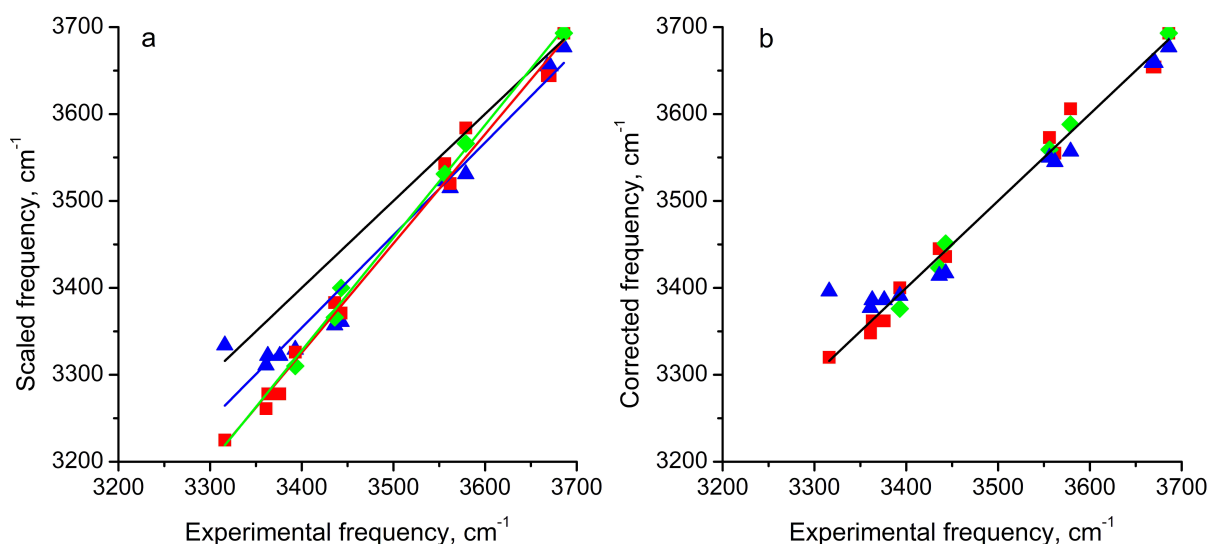 a
3700
3600
3500
3400
3300
3200
Scaled frequency, cm⁻¹
3200 3300 3400 3500 3600 3700
Experimental frequency, cm⁻¹
b
3700
3600
3500
3400
3300
3200
Corrected frequency, cm⁻¹
3200 3300 3400 3500 3600 3700
Experimental frequency, cm⁻¹